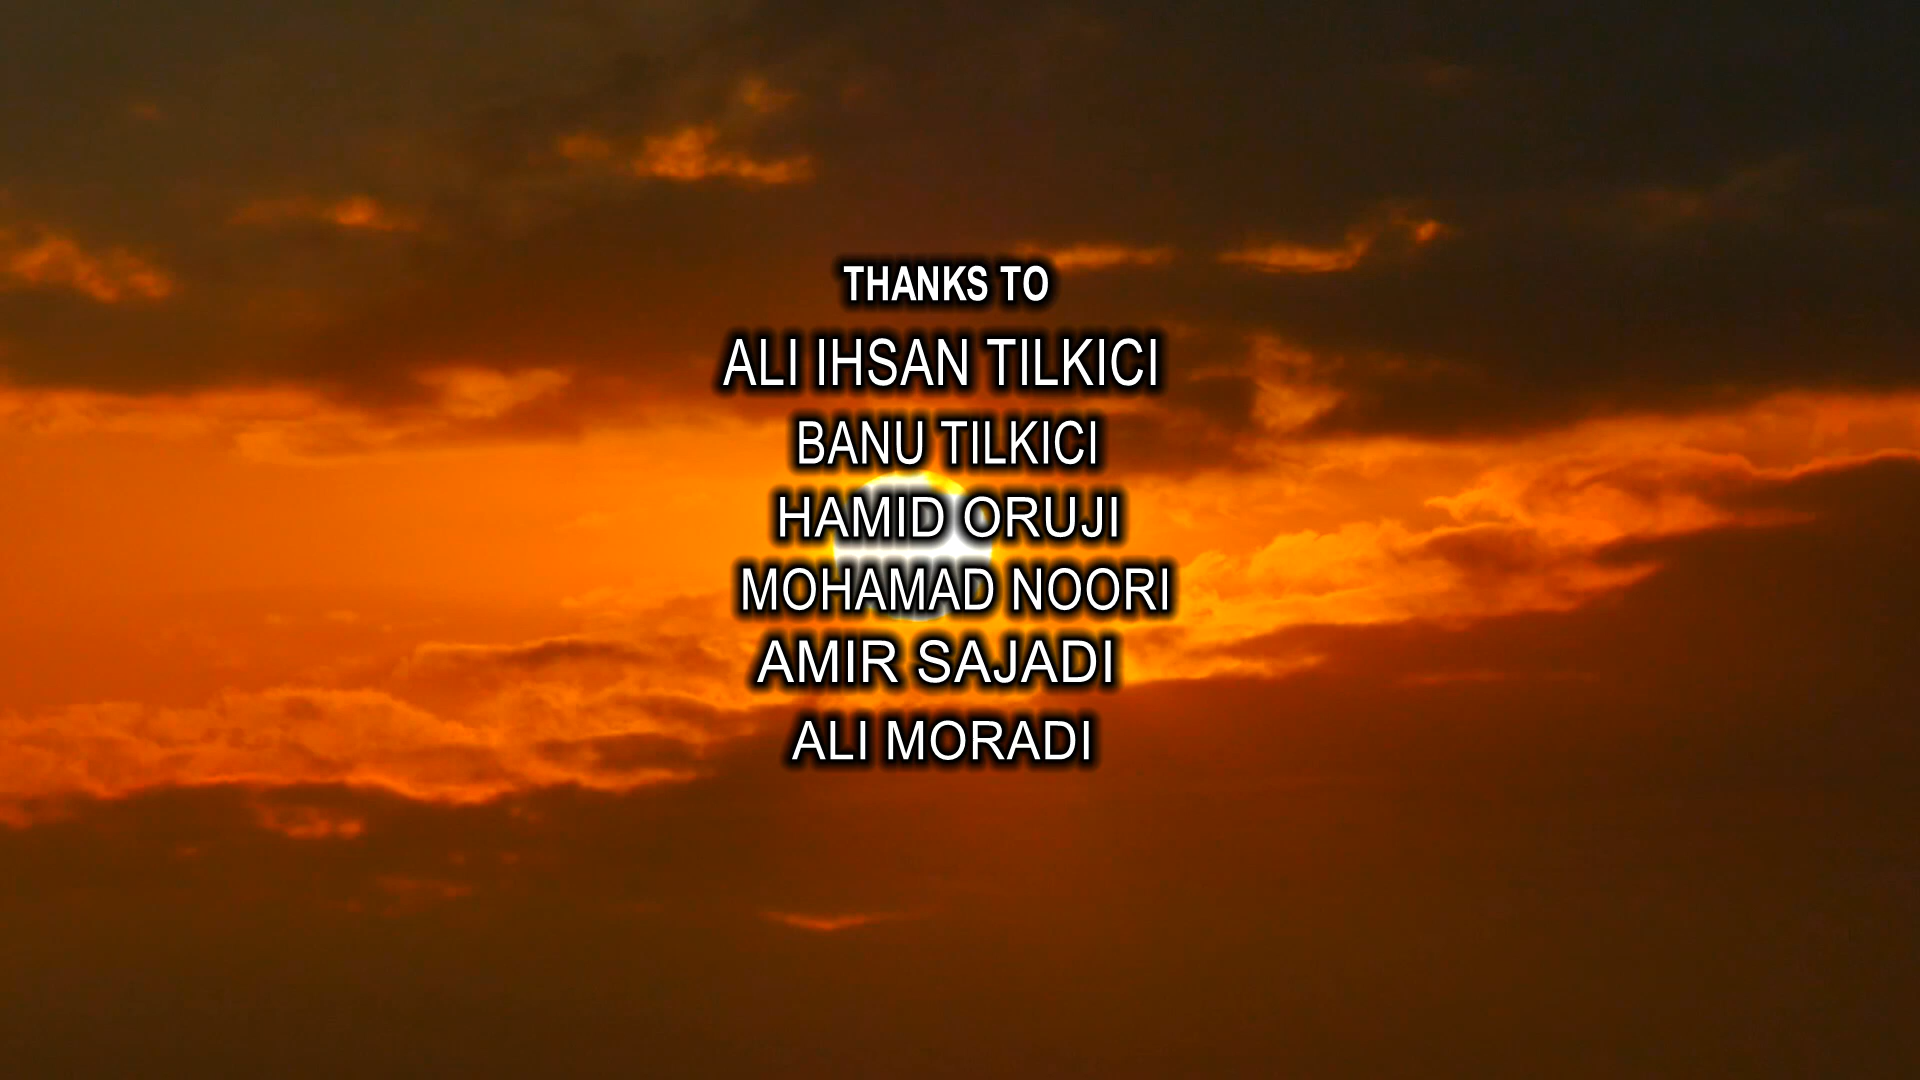 THANKS TO
ALI IHSAN TILKICI
BANU TILKICI
HAMID ORUJI
MOHAMAD NOORI
AMIR SAJADI
ALI MORADI